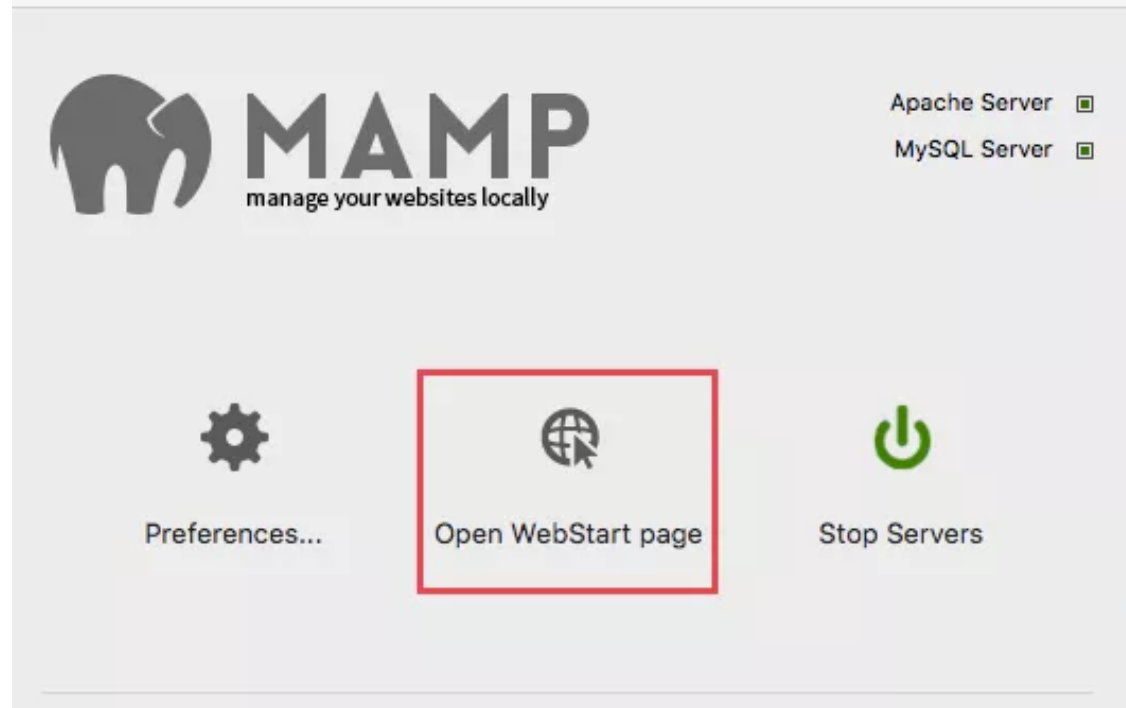 MAMP
manage your websites locally
Apache Server
MySQL Server
Preferences...
Open WebStart page
Stop Servers